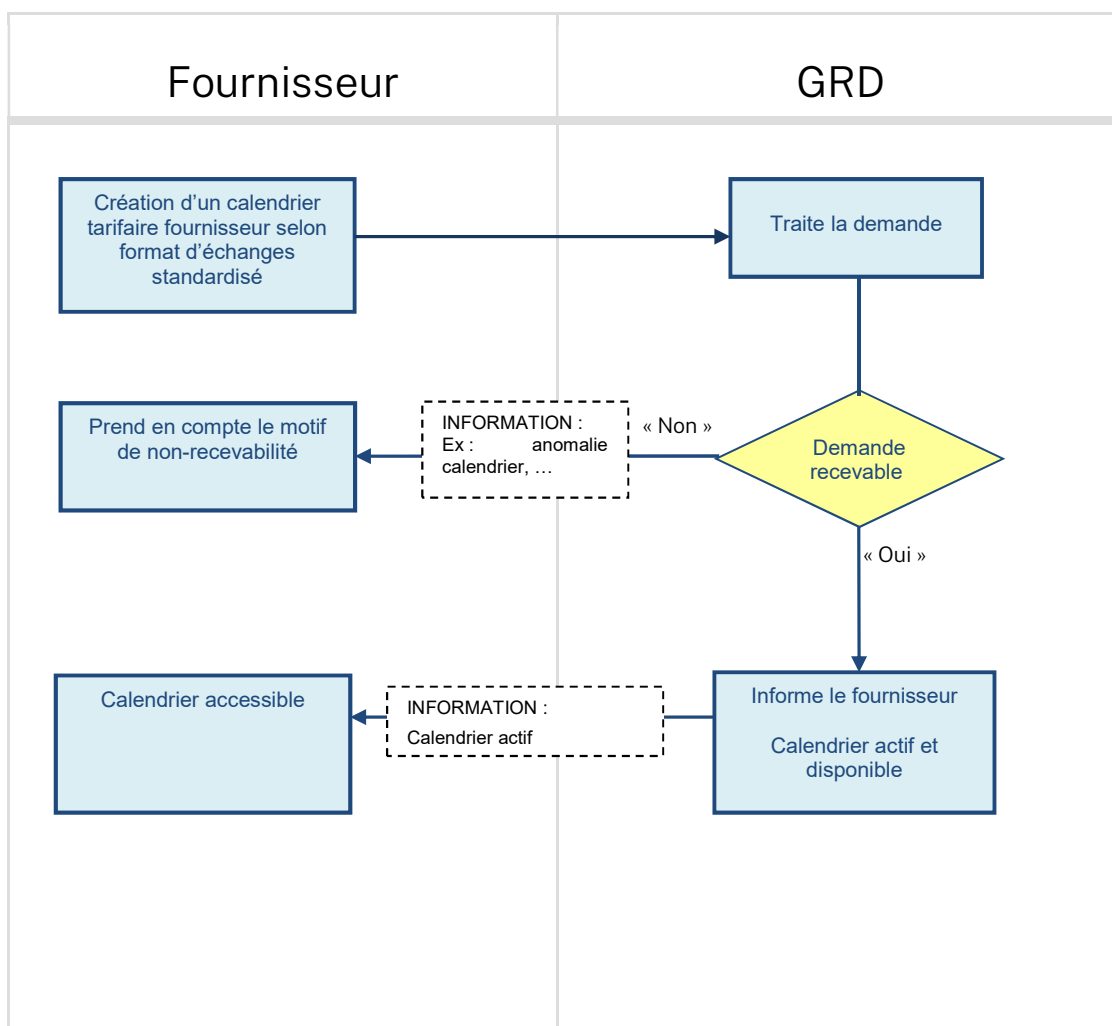 Fournisseur
GRD
Création d’un calendrier
tarifaire fournisseur selon
format d’échanges
standardisé
Traite la demande
Prend en compte le motif
de non-recevabilité
INFORMATION :
Ex : anomalie
calendrier, …
« Non »
Demande
recevable
« Oui »
Calendrier accessible
INFORMATION :
Calendrier actif
Informe le fournisseur
Calendrier actif et
disponible